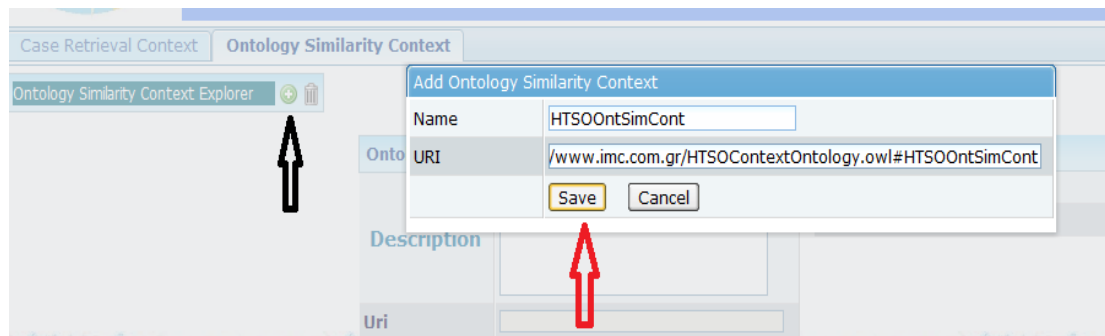 Case Retrieval Context
Ontology Similarity Context
Ontology Similarity Context Explorer
Add Ontology Similarity Context
Name
HTSOOntSimCont
Onto
URI
/www.imc.com.gr/HTSOContextOntology.owl#HTSOOntSimCont
Save
Cancel
Description
Uri